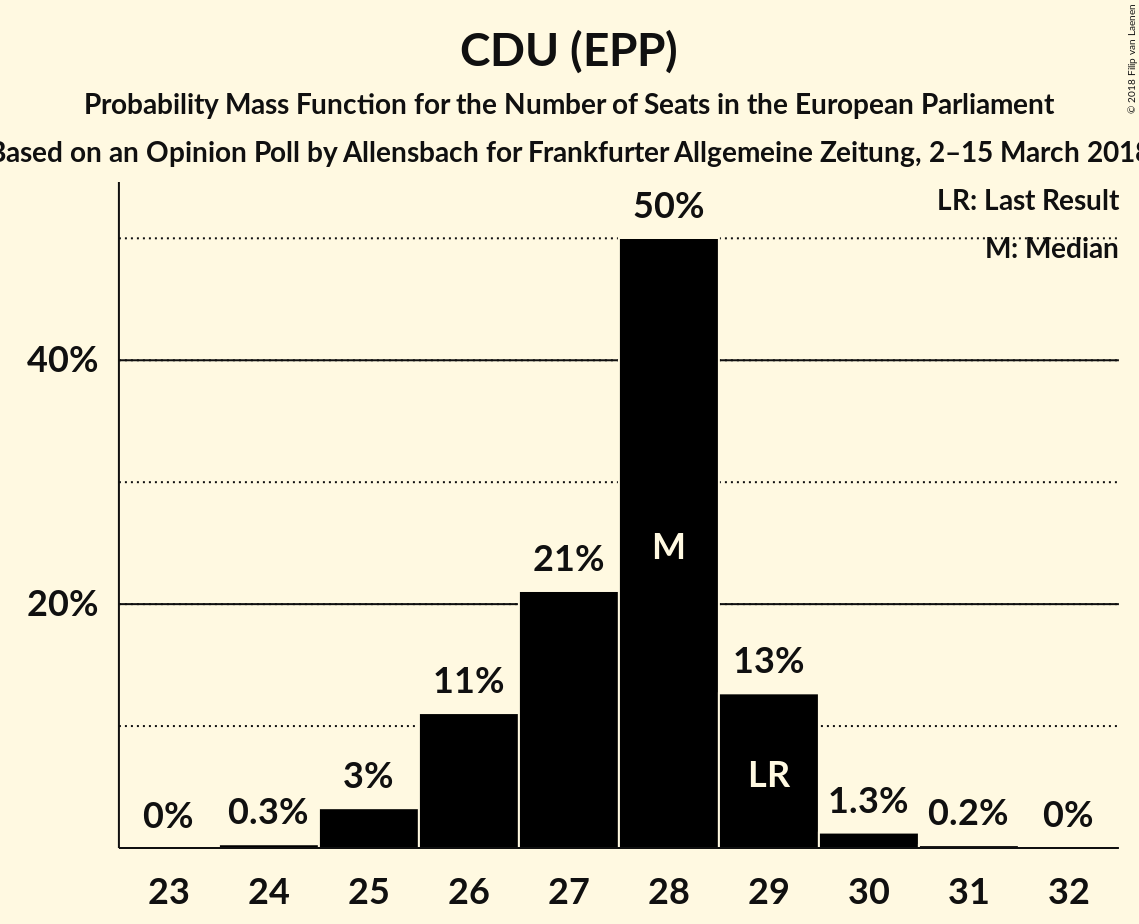 CDU (EPP)
Probability Mass Function for the Number of Seats in the European Parliament
Based on an Opinion Poll by Allensbach for Frankfurter Allgemeine Zeitung, 2–15 March 2018
© 2018 Filip van Laenen
LR: Last Result
M: Median
50%
40%
M
21%
20%
13%
11%
LR
3%
1.3%
0.3%
0.2%
0%
0%
23 24 25 26 27 28 29 30 31 32